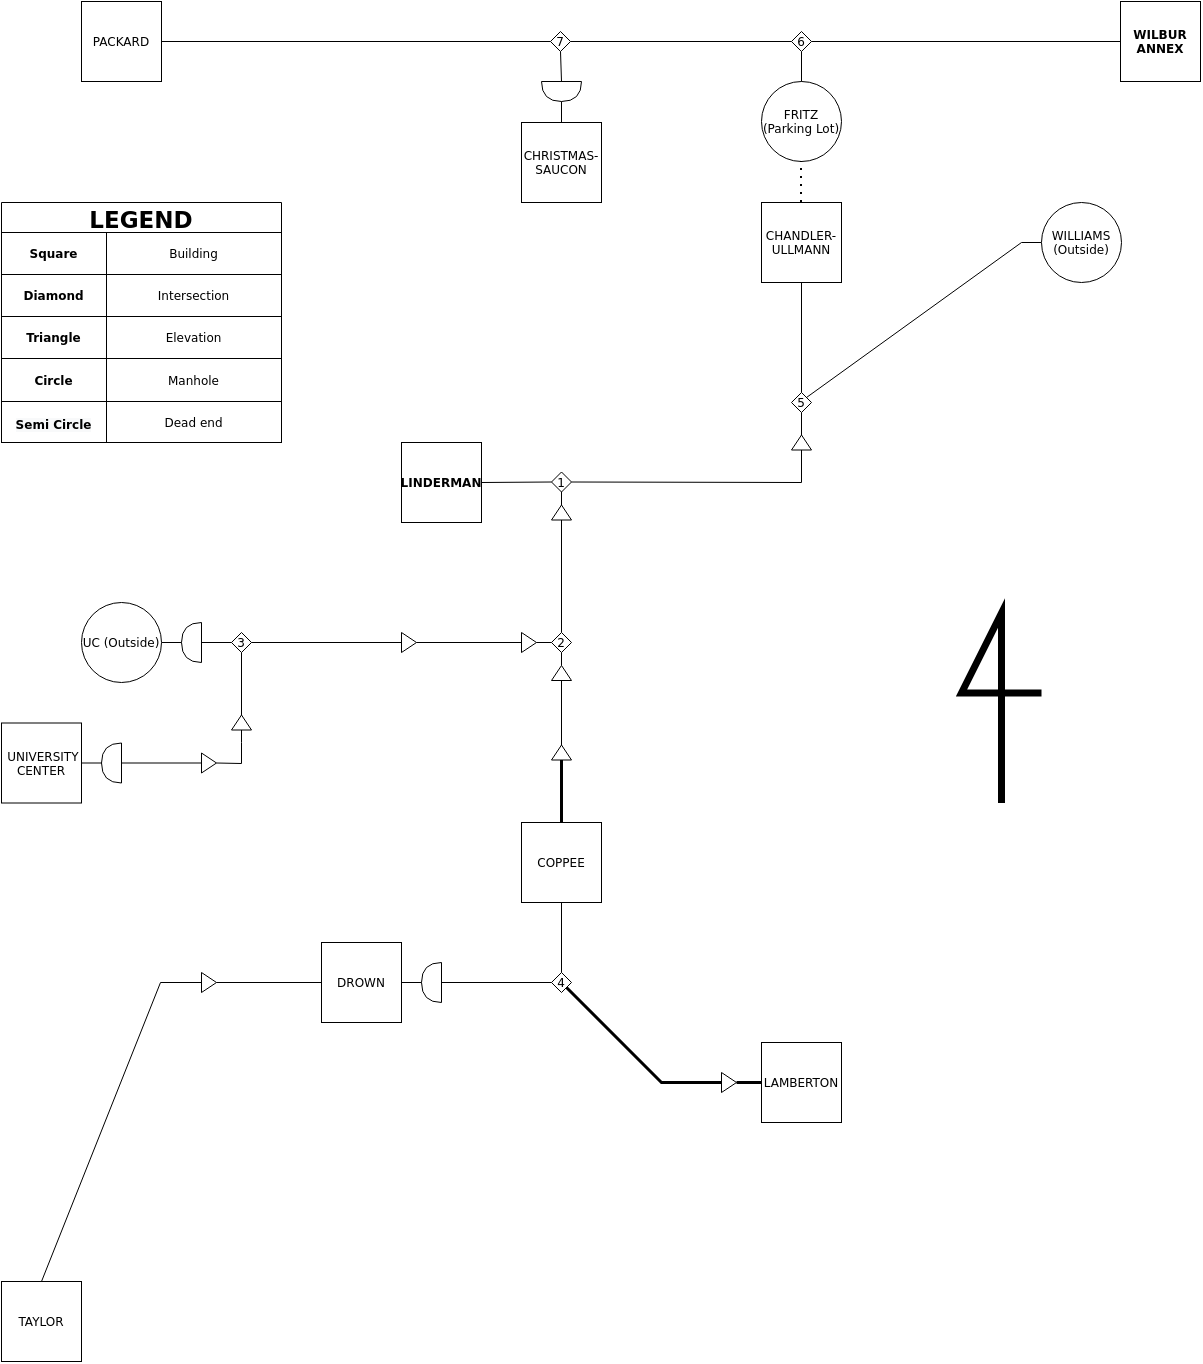 PACKARD
7
6
WILBUR
ANNEX
CHRISTMAS-
SAUCON
FRITZ
(Parking Lot)
LEGEND
Square Building
Diamond Intersection
Triangle Elevation
Circle Manhole
Semi Circle Dead end
CHANDLER-
ULLMANN
WILLIAMS
(Outside)
5
LINDERMAN
1
UC (Outside)
3
2
UNIVERSITY
CENTER
COPPEE
DROWN
4
LAMBERTON
TAYLOR